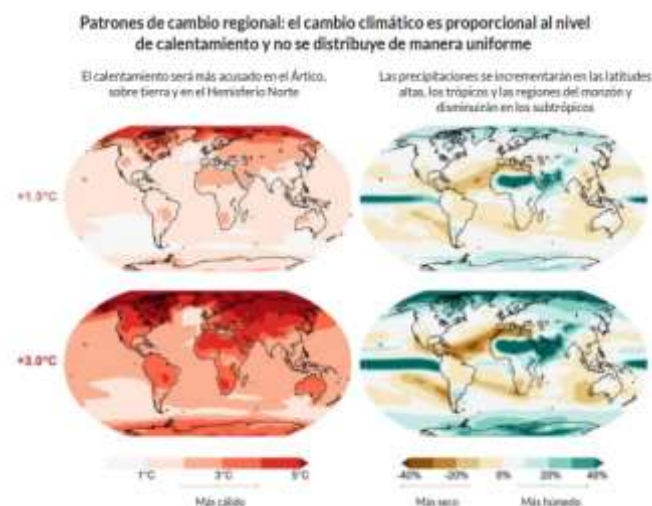 Patrones de cambio regional: el cambio climático es proporcional al nivel
de calentamiento y no se distribuye de manera uniforme
El calentamiento será más acusado en el Ártico,
sobre tierra y en el Hemisferio Norte
Las precipitaciones se incrementarán en las latitudes
altas, los trópicos y las regiones del monzón y
disminuirán en los subtrópicos
+1.5°C
+3.0°C
1°C 3°C 5°C
Más cálido
-40% -20% 0% 20% 40%
Más seco Más húmedo